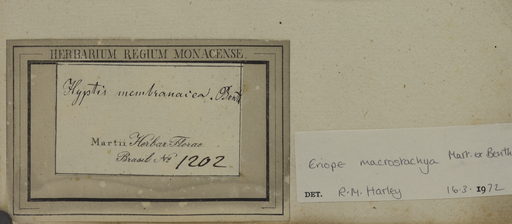 HERBARIUM REGIUM MONACENSE
Hyptis membranacea. Benth
Martii Herbar. Florae
Brasil. No 1202.
Eriope macrostachya Mart. ex Benth
DET. R.M. Harley 16.3.1972